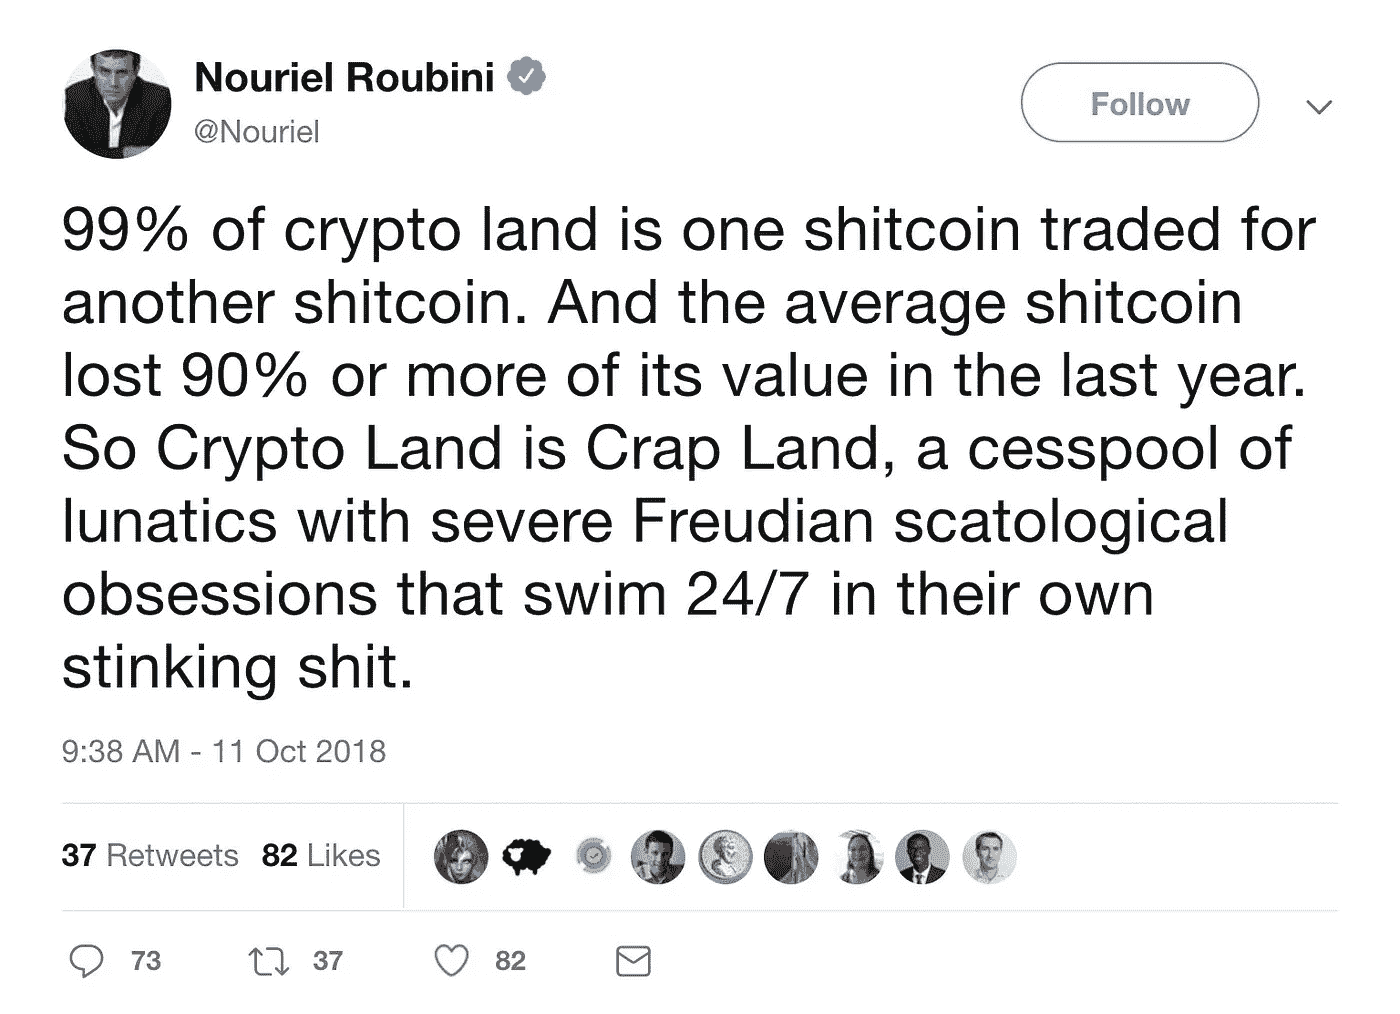 Nouriel Roubini
@Nouriel
Follow
99% of crypto land is one shitcoin traded for
another shitcoin. And the average shitcoin
lost 90% or more of its value in the last year.
So Crypto Land is Crap Land, a cesspool of
lunatics with severe Freudian scatological
obsessions that swim 24/7 in their own
stinking shit.
9:38 AM - 11 Oct 2018
37 Retweets 82 Likes
73 37 82